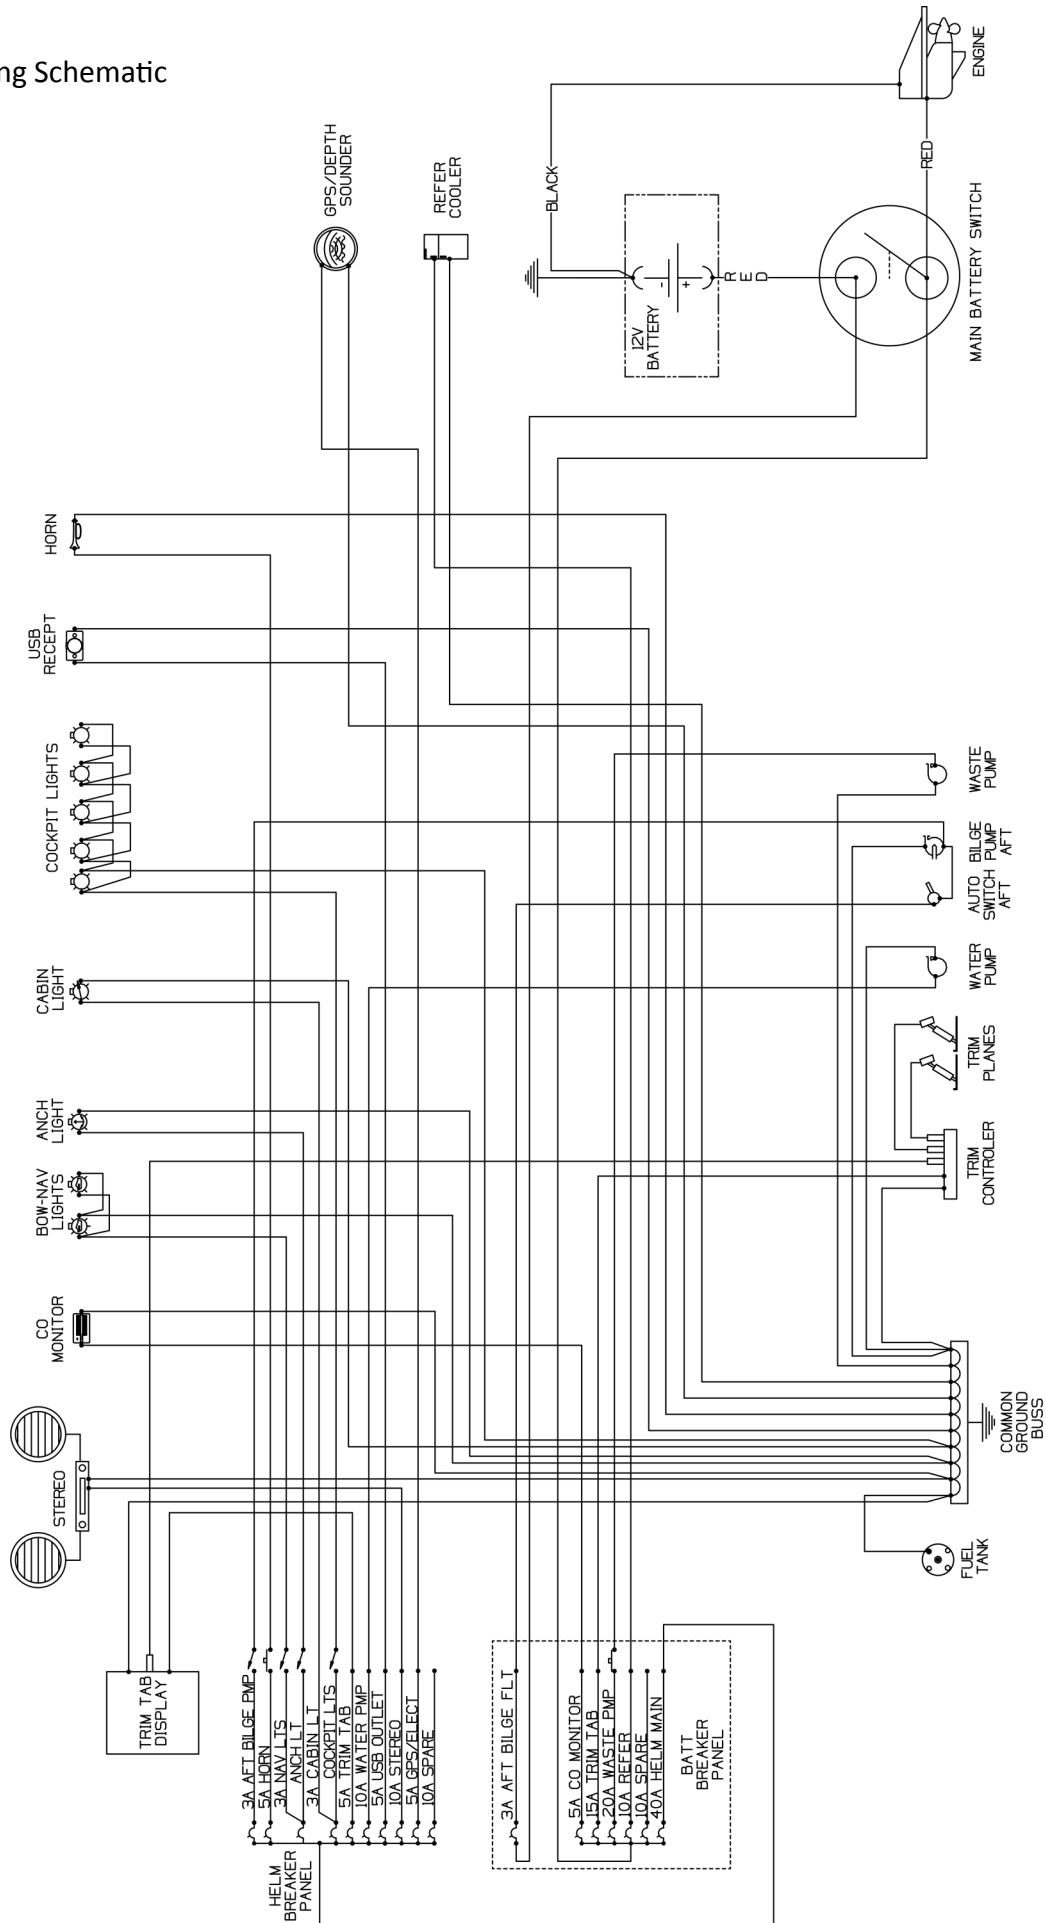 ng Schematic
ENGINE
GPS/DEPTH
SOUNDER
REFER
COOLER
RED
BLACK
MAIN BATTERY SWITCH
RED
12V
BATTERY
-
+
HORN
USB
RECEPT
COCKPIT LIGHTS
WASTE
PUMP
BILGE
PUMP
AFT
AUTO
SWITCH
AFT
CABIN
LIGHT
WATER
PUMP
TRIM
PLANES
ANCH
LIGHT
BOW-NAV
LIGHTS
TRIM
CONTROLER
CO
MONITOR
COMMON
GROUND
BUSS
STEREO
FUEL
TANK
TRIM TAB
DISPLAY
3A AFT BILGE PMP
5A HORN
3A NAV LTS
ANCH LT
3A CABIN LT
COCKPIT LTS
5A TRIM TAB
10A WATER PMP
5A USB OUTLET
10A STEREO
5A GPS/ELECT
10A SPARE
HELM
BREAKER
PANEL
3A AFT BILGE FLT
5A CO MONITOR
15A TRIM TAB
20A WASTE PMP
10A REFER
10A SPARE
40A HELM MAIN
BATT
BREAKER
PANEL